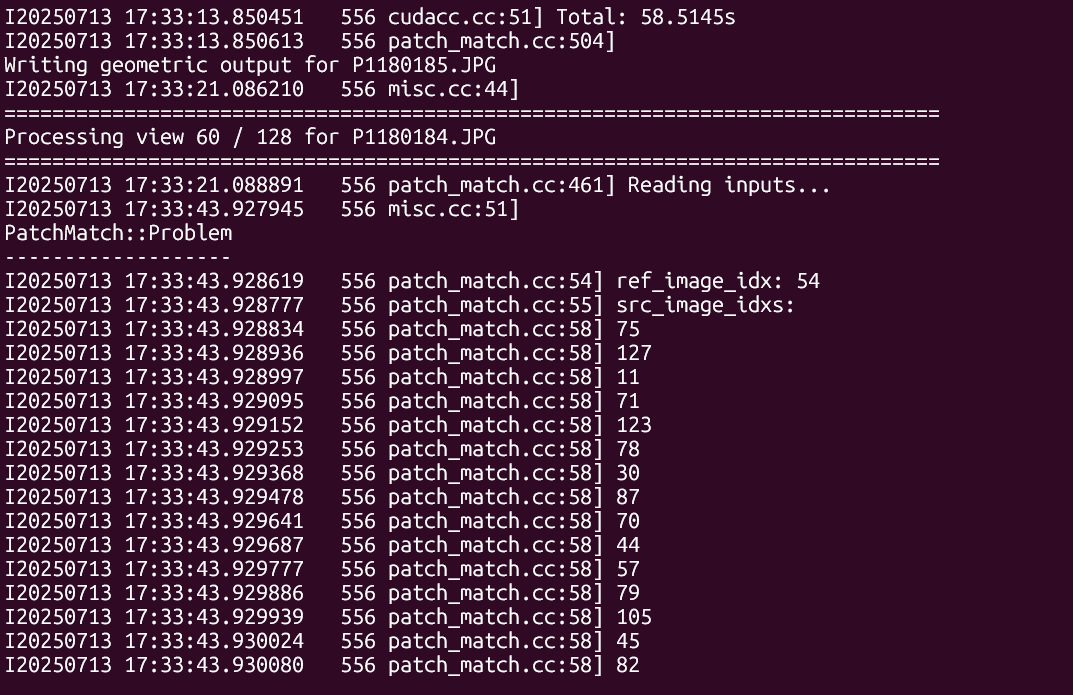 I20250713 17:33:13.850451   556 cudacc.cc:51] Total: 58.5145s
I20250713 17:33:13.850613   556 patch_match.cc:504]
Writing geometric output for P1180185.JPG
I20250713 17:33:21.086210   556 misc.cc:44]
==============================================================================
Processing view 60 / 128 for P1180184.JPG
==============================================================================
I20250713 17:33:21.088891   556 patch_match.cc:461] Reading inputs...
I20250713 17:33:43.927945   556 misc.cc:51]
PatchMatch::Problem
-------------------
I20250713 17:33:43.928619   556 patch_match.cc:54] ref_image_idx: 54
I20250713 17:33:43.928777   556 patch_match.cc:55] src_image_idxs:
I20250713 17:33:43.928834   556 patch_match.cc:58] 75
I20250713 17:33:43.928936   556 patch_match.cc:58] 127
I20250713 17:33:43.928997   556 patch_match.cc:58] 11
I20250713 17:33:43.929095   556 patch_match.cc:58] 71
I20250713 17:33:43.929152   556 patch_match.cc:58] 123
I20250713 17:33:43.929253   556 patch_match.cc:58] 78
I20250713 17:33:43.929368   556 patch_match.cc:58] 30
I20250713 17:33:43.929478   556 patch_match.cc:58] 87
I20250713 17:33:43.929641   556 patch_match.cc:58] 70
I20250713 17:33:43.929687   556 patch_match.cc:58] 44
I20250713 17:33:43.929777   556 patch_match.cc:58] 57
I20250713 17:33:43.929886   556 patch_match.cc:58] 79
I20250713 17:33:43.929939   556 patch_match.cc:58] 105
I20250713 17:33:43.930024   556 patch_match.cc:58] 45
I20250713 17:33:43.930080   556 patch_match.cc:58] 82